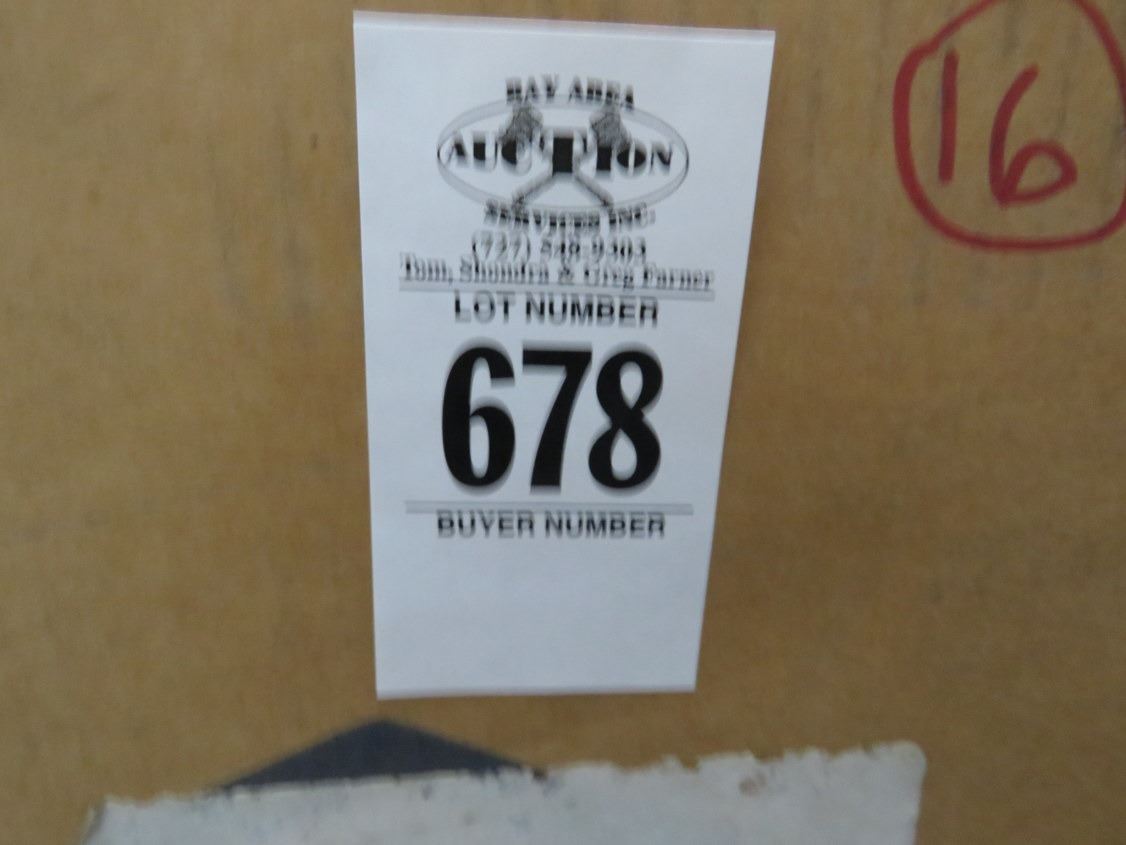 BAY AREA
AUCTION
SERVICES INC.
(727) 548-9303
Tom, Shondra & Greg Farner
LOT NUMBER
678
BUYER NUMBER
16